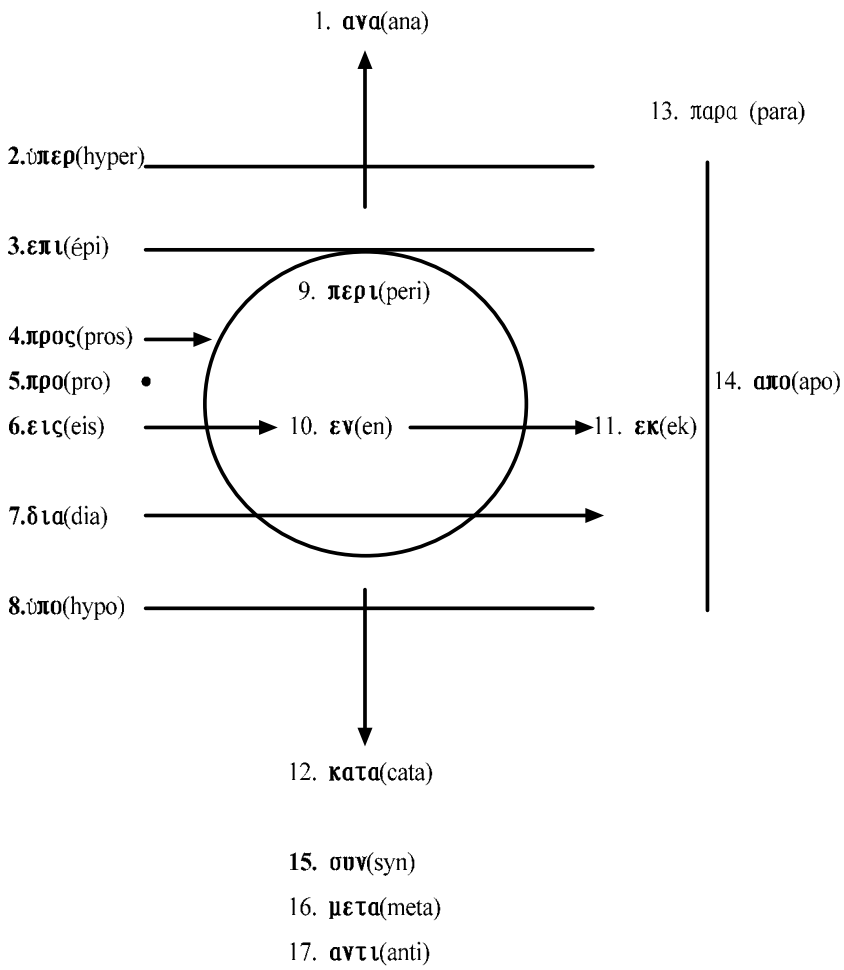 1. ανα(ana)
13. παρα (para)
2.ὑπερ(hyper)
3.επι(épi)
9. περι(peri)
4.προς(pros)
5.προ(pro)
14. απο(apo)
6.εις(eis)
10. εν(en)
11. εκ(ek)
7.δια(dia)
8.ὑπο(hypo)
12. κατα(cata)
15. συν(syn)
16. μετα(meta)
17. αντι(anti)